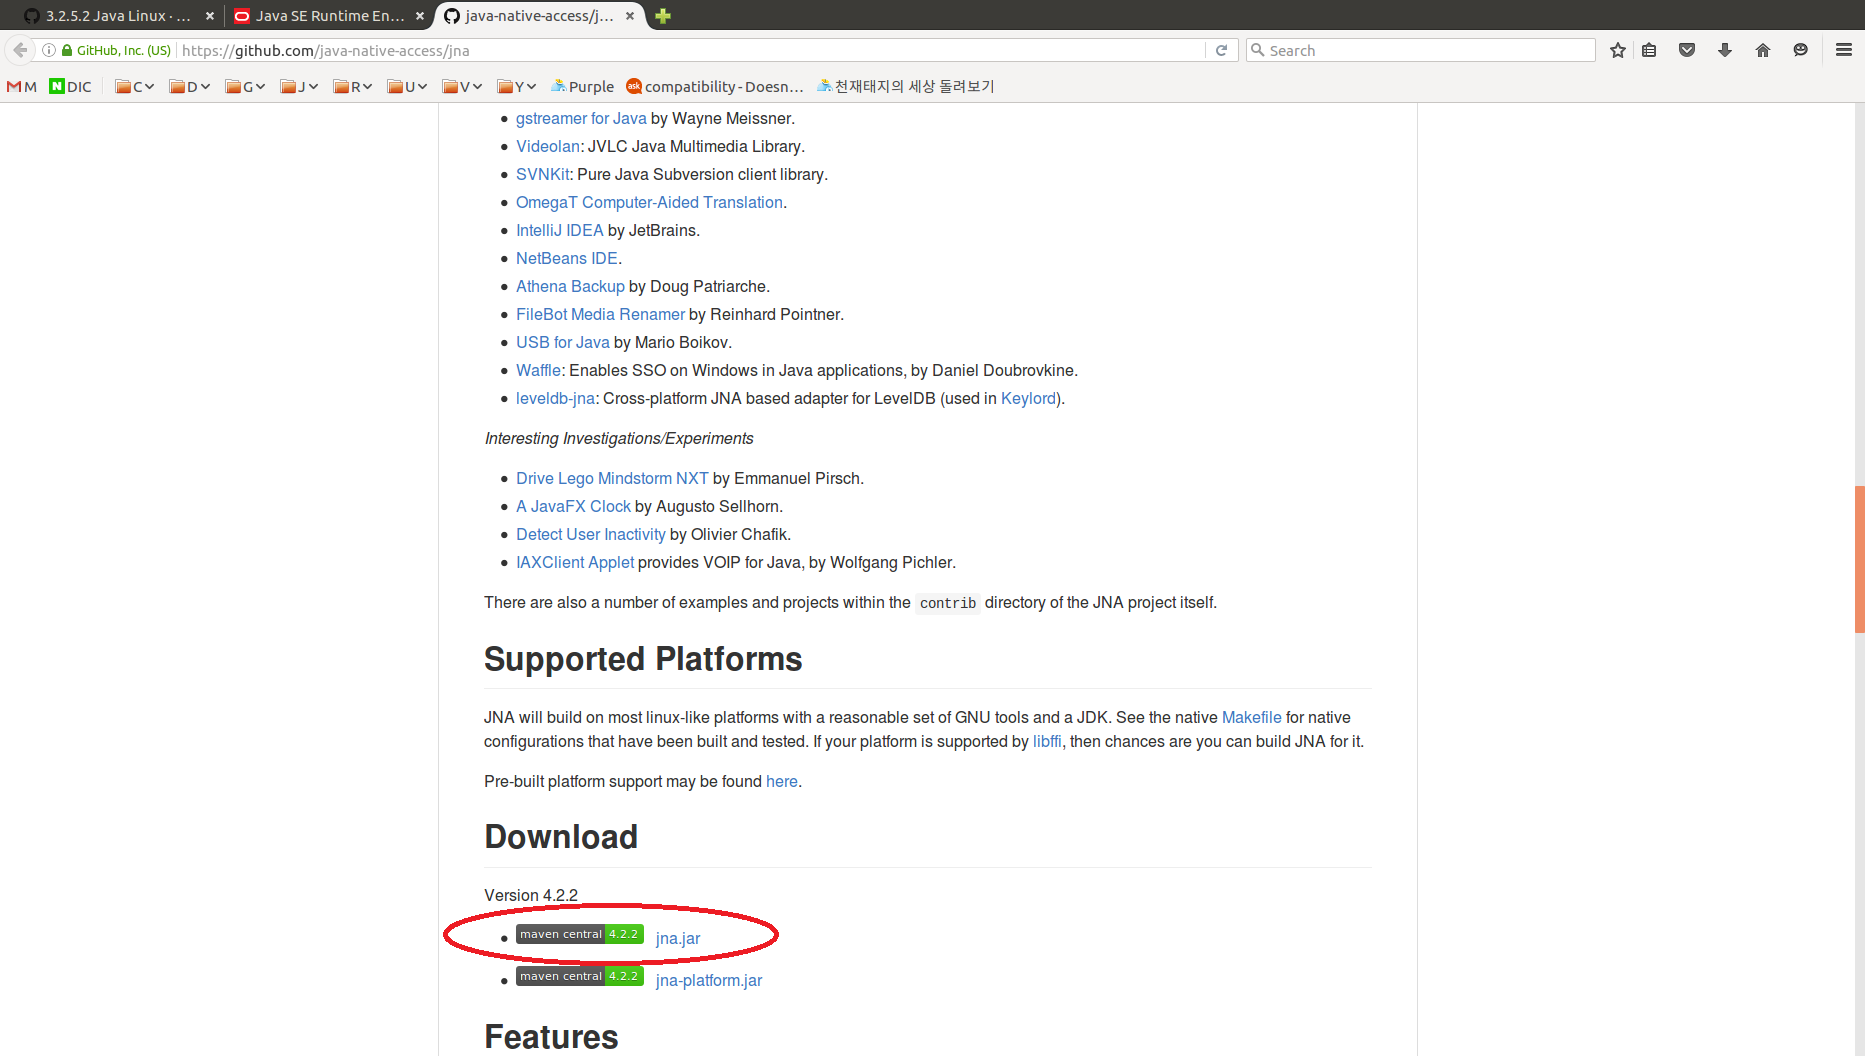 3.2.5.2 Java Linux · ...
Java SE Runtime En...
java-native-access/j...
GitHub, Inc. (US)
https://github.com/java-native-access/jna
Search
M
N DIC
C
D
G
J
R
U
V
Y
Purple
ask compatibility - Doesn...
천재태지의 세상 돌려보기
gstreamer for Java by Wayne Meissner.
Videolan: JVLC Java Multimedia Library.
SVNKit: Pure Java Subversion client library.
OmegaT Computer-Aided Translation.
IntelliJ IDEA by JetBrains.
NetBeans IDE.
Athena Backup by Doug Patriarche.
FileBot Media Renamer by Reinhard Pointner.
USB for Java by Mario Boikov.
Waffle: Enables SSO on Windows in Java applications, by Daniel Doubrovkine.
leveldb-jna: Cross-platform JNA based adapter for LevelDB (used in Keylord).
Interesting Investigations/Experiments
Drive Lego Mindstorm NXT by Emmanuel Pirsch.
A JavaFX Clock by Augusto Sellhorn.
Detect User Inactivity by Olivier Chafik.
IAXClient Applet provides VOIP for Java, by Wolfgang Pichler.
There are also a number of examples and projects within the contrib directory of the JNA project itself.
Supported Platforms
JNA will build on most linux-like platforms with a reasonable set of GNU tools and a JDK. See the native Makefile for native
configurations that have been built and tested. If your platform is supported by libffi, then chances are you can build JNA for it.
Pre-built platform support may be found here.
Download
Version 4.2.2
maven central 4.2.2 jna.jar
maven central 4.2.2 jna-platform.jar
Features